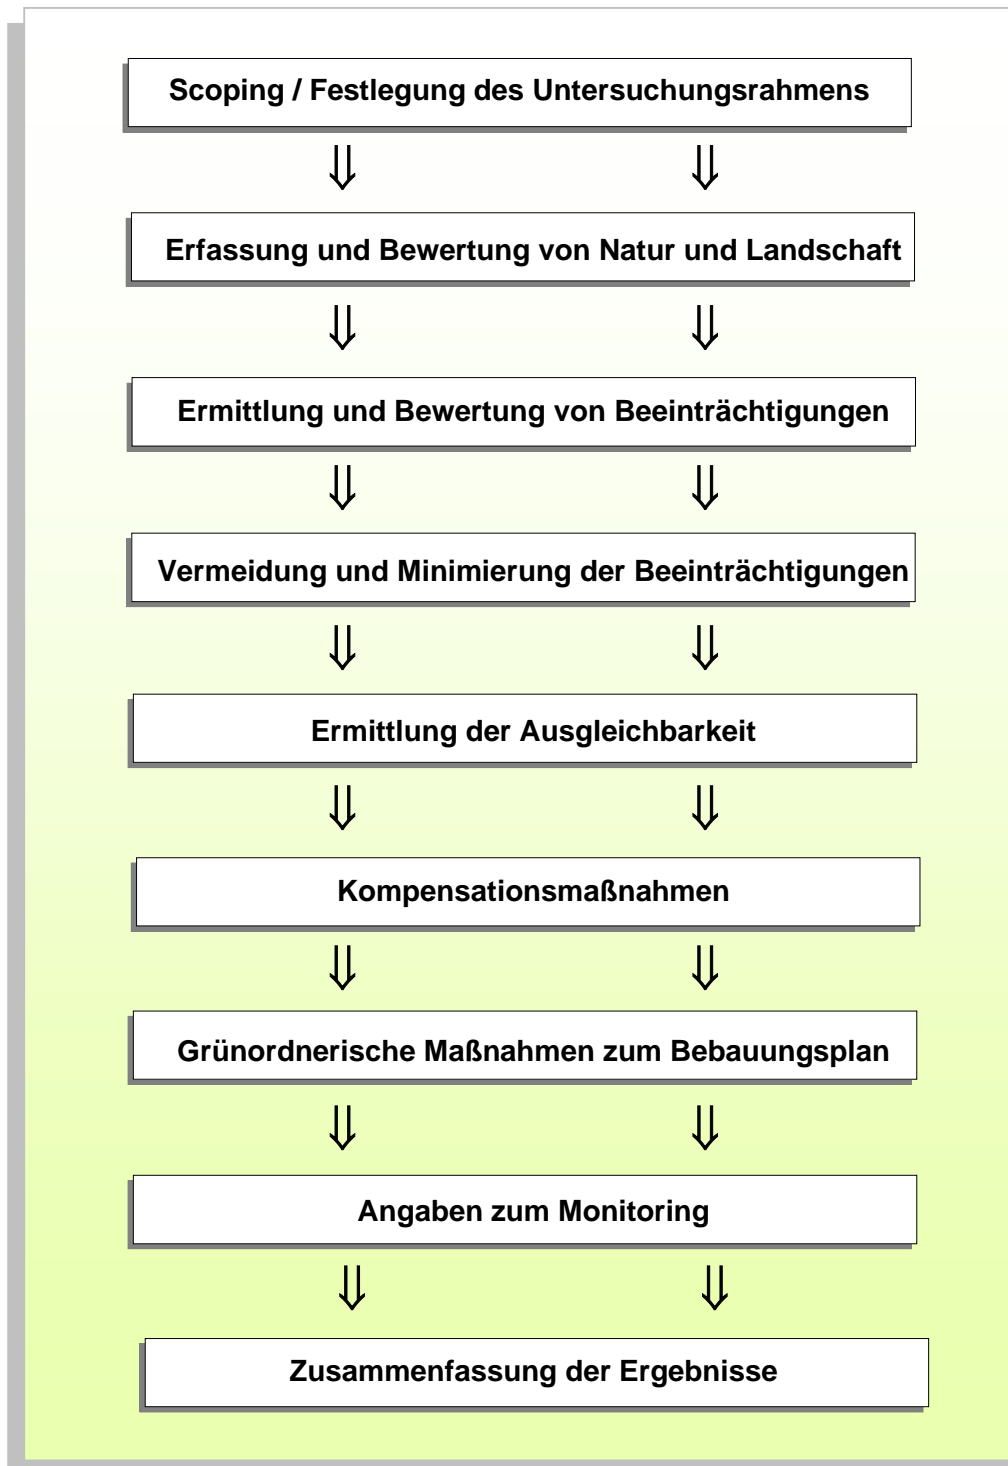 Scoping / Festlegung des Untersuchungsrahmens
⇓ ⇓
Erfassung und Bewertung von Natur und Landschaft
⇓ ⇓
Ermittlung und Bewertung von Beeinträchtigungen
⇓ ⇓
Vermeidung und Minimierung der Beeinträchtigungen
⇓ ⇓
Ermittlung der Ausgleichbarkeit
⇓ ⇓
Kompensationsmaßnahmen
⇓ ⇓
Grünordnerische Maßnahmen zum Bebauungsplan
⇓ ⇓
Angaben zum Monitoring
⇓ ⇓
Zusammenfassung der Ergebnisse